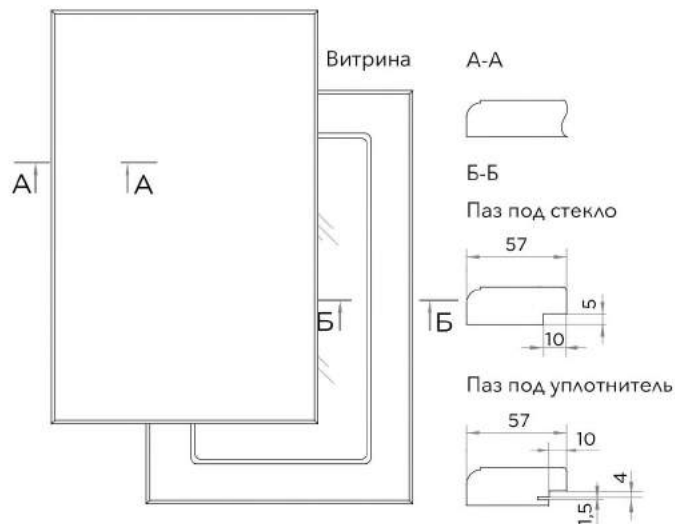 Витрина
А-А
А
А
Б-Б
Паз под стекло
57
5
10
Б
Б
Паз под уплотнитель
57
10
4
1,5